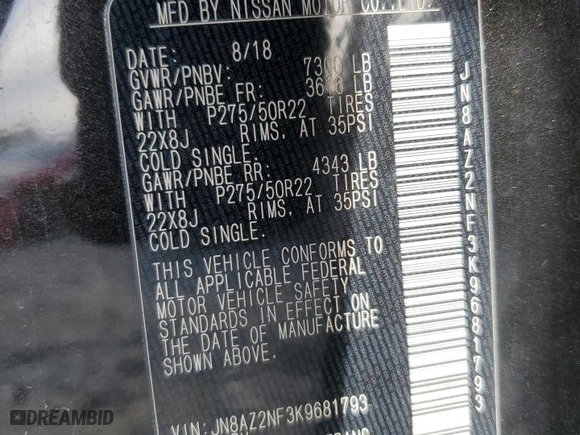 MFD BY NISSAN MOTOR CO.,LTD.
DATE: 8/18
GVWR/PNBV: LB
GAWR/PNBE FR: LB
WITH P275/50R22 TIRES
22X8J RIMS, AT 35PSI
COLD SINGLE.
GAWR/PNBE RR: 4343 LB
WITH P275/50R22 TIRES
22X8J RIMS, AT 35PSI
COLD SINGLE.
THIS VEHICLE CONFORMS TO
ALL APPLICABLE FEDERAL
MOTOR VEHICLE SAFETY
STANDARDS IN EFFECT ON
THE DATE OF MANUFACTURE
SHOWN ABOVE.
VIN: JN8AZ2NF3K9681793
JN8AZ2NF3K9681793
DREAMBID